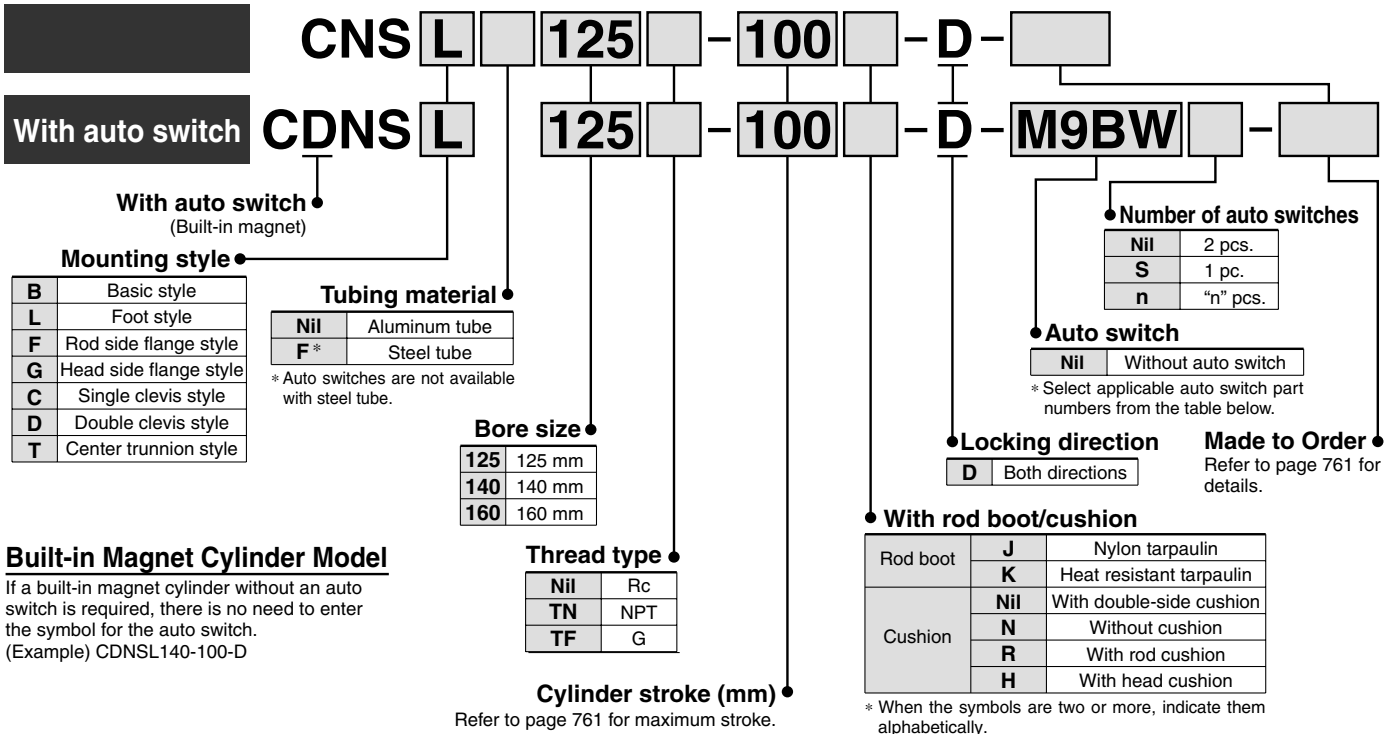 CNS L 125 - 100 - D -
With auto switch CDNS L 125 - 100 - D - M9BW -
With auto switch
(Built-in magnet)
Mounting style
B Basic style
L Foot style
F Rod side flange style
G Head side flange style
C Single clevis style
D Double clevis style
T Center trunnion style
Tubing material
Nil Aluminum tube
F* Steel tube
* Auto switches are not available
with steel tube.
Bore size
125 125 mm
140 140 mm
160 160 mm
Number of auto switches
Nil 2 pcs.
S 1 pc.
n “n” pcs.
Auto switch
Nil Without auto switch
* Select applicable auto switch part
numbers from the table below.
Locking direction
D Both directions
Made to Order
Refer to page 761 for
details.
Built-in Magnet Cylinder Model
If a built-in magnet cylinder without an auto
switch is required, there is no need to enter
the symbol for the auto switch.
(Example) CDNSL140-100-D
Thread type
Nil Rc
TN NPT
TF G
Cylinder stroke (mm)
Refer to page 761 for maximum stroke.
With rod boot/cushion
Rod boot
J Nylon tarpaulin
K Heat resistant tarpaulin
Cushion
Nil With double-side cushion
N Without cushion
R With rod cushion
H With head cushion
* When the symbols are two or more, indicate them
alphabetically.